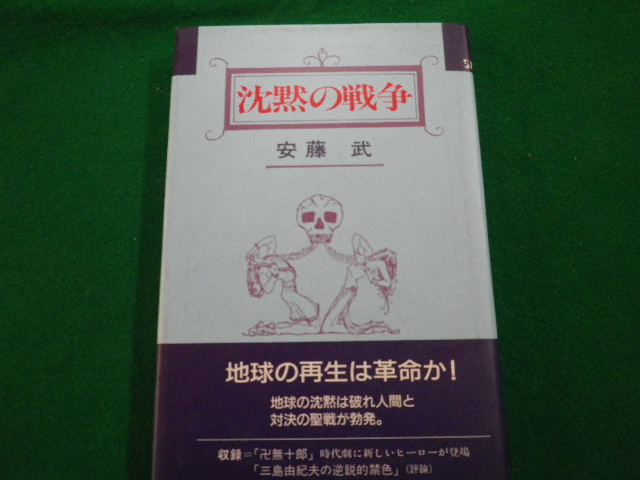 沈黙の戦争
安藤 武
地球の再生は革命か!
地球の沈黙は破れ人間と
対決の聖戦が勃発。
収録=「卍無十郎」時代劇に新しいヒーローが登場
「三島由紀夫の逆説的禁色」(評論)